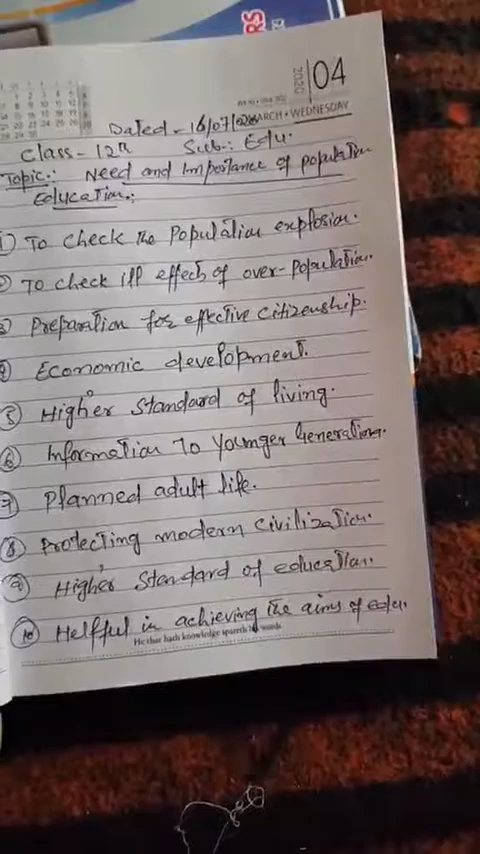 RS
2020 04
MARCH • WEDNESDAY
Dated - 16/07/
Class - 12th Sub: Edu.
Topic: Need and Importance of population
Education:
① To check the Population explosion.
② To check ill effects of over-population.
③ Preparation for effective citizenship.
④ Economic development.
⑤ Higher Standard of living.
⑥ Information To Younger Generation.
⑦ Planned adult life.
⑧ Protecting modern civilization.
⑨ Higher Standard of education.
⑩ Helpful in achieving the aims of edu.
He that hath knowledge spareth his words